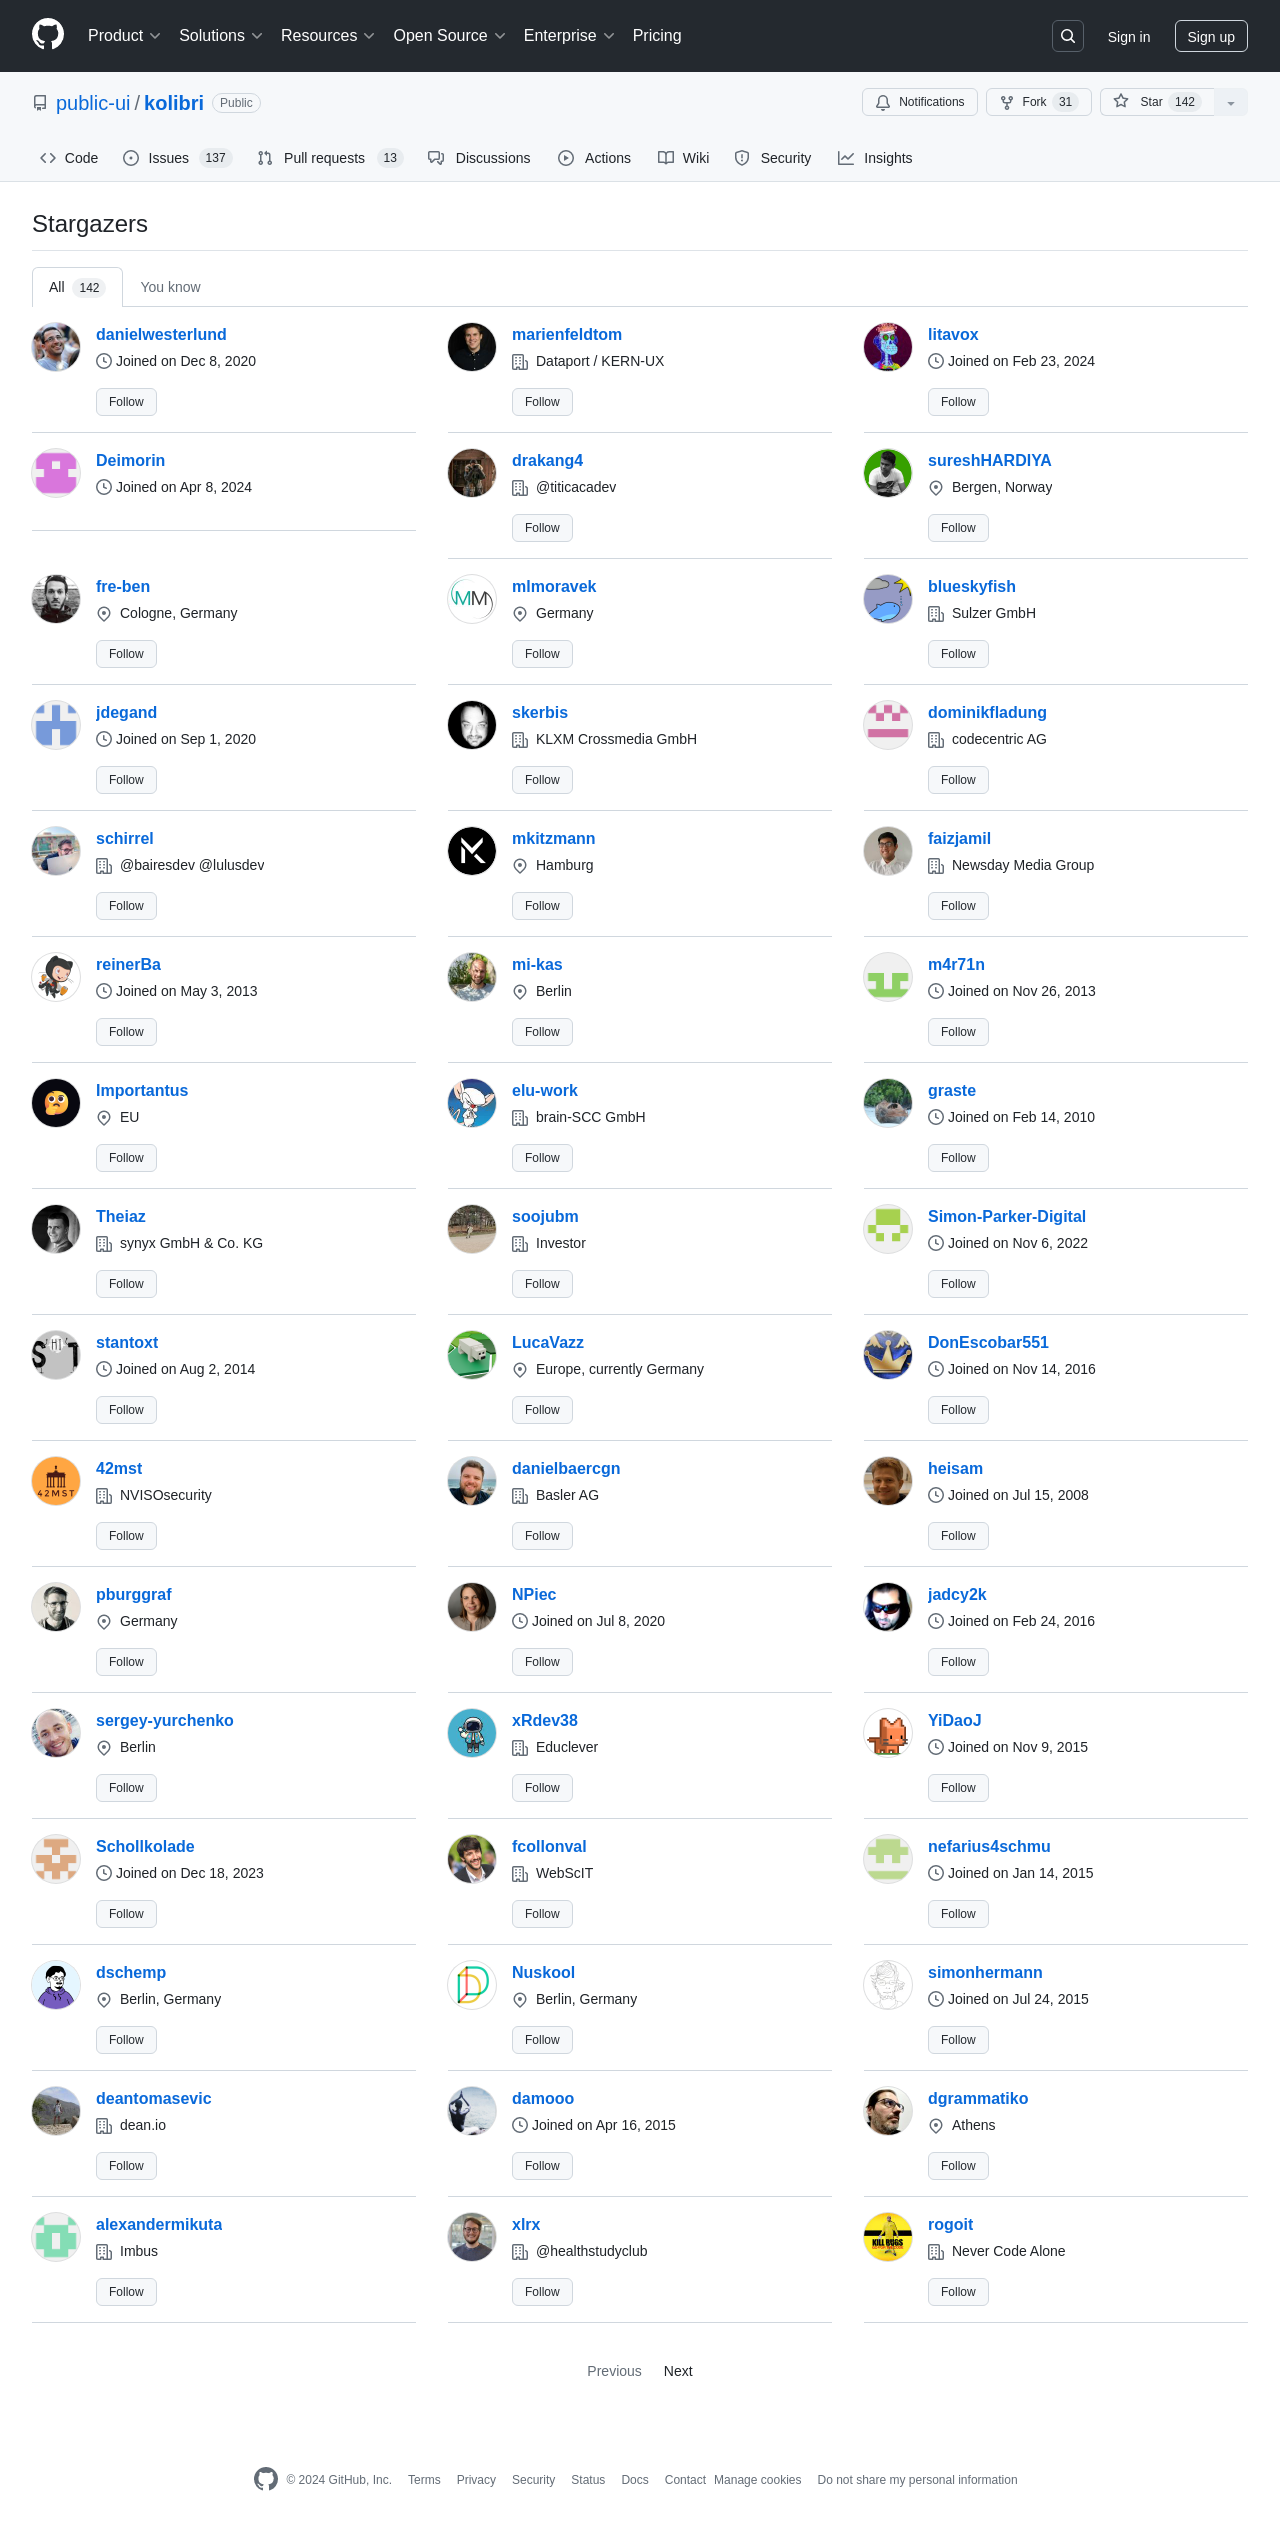 Product Solutions Resources Open Source Enterprise Pricing Sign in Sign up
public-ui / kolibri Public Notifications Fork 31 Star 142
Code Issues 137 Pull requests 13 Discussions Actions Wiki Security Insights
Stargazers
All 142 You know
danielwesterlund marienfeldtom litavox
Joined on Dec 8, 2020 Dataport / KERN-UX Joined on Feb 23, 2024
Follow Follow Follow
Deimorin drakang4 sureshHARDIYA
Joined on Apr 8, 2024 @titicacadev Bergen, Norway
Follow Follow
fre-ben mlmoravek blueskyfish
Cologne, Germany Germany Sulzer GmbH
Follow Follow Follow
jdegand skerbis dominikfladung
Joined on Sep 1, 2020 KLXM Crossmedia GmbH codecentric AG
Follow Follow Follow
schirrel mkitzmann faizjamil
@bairesdev @lulusdev Hamburg Newsday Media Group
Follow Follow Follow
reinerBa mi-kas m4r71n
Joined on May 3, 2013 Berlin Joined on Nov 26, 2013
Follow Follow Follow
Importantus elu-work graste
EU brain-SCC GmbH Joined on Feb 14, 2010
Follow Follow Follow
Theiaz soojubm Simon-Parker-Digital
synyx GmbH & Co. KG Investor Joined on Nov 6, 2022
Follow Follow Follow
stantoxt LucaVazz DonEscobar551
Joined on Aug 2, 2014 Europe, currently Germany Joined on Nov 14, 2016
Follow Follow Follow
42mst danielbaercgn heisam
42MST NVISOsecurity Basler AG Joined on Jul 15, 2008
Follow Follow Follow
pburggraf NPiec jadcy2k
Germany Joined on Jul 8, 2020 Joined on Feb 24, 2016
Follow Follow Follow
sergey-yurchenko xRdev38 YiDaoJ
Berlin Educlever Joined on Nov 9, 2015
Follow Follow Follow
Schollkolade fcollonval nefarius4schmu
Joined on Dec 18, 2023 WebScIT Joined on Jan 14, 2015
Follow Follow Follow
dschemp Nuskool simonhermann
Berlin, Germany Berlin, Germany Joined on Jul 24, 2015
Follow Follow Follow
deantomasevic damooo dgrammatiko
dean.io Joined on Apr 16, 2015 Athens
Follow Follow Follow
alexandermikuta xlrx rogoit
Imbus @healthstudyclub KILL BUGS Never Code Alone
Follow Follow Follow
Previous Next
© 2024 GitHub, Inc. Terms Privacy Security Status Docs Contact Manage cookies Do not share my personal information